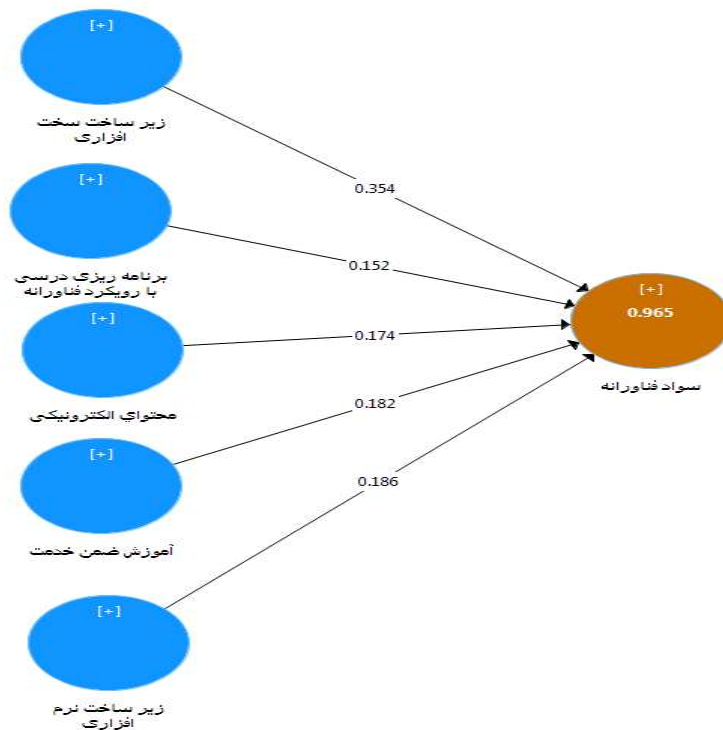 [+]
زیر ساخت سخت
افزاری
0.354
[+]
برنامه ریزی درسی
با رویکرد فناورانه
0.152
[+]
محتواي الکترونیکی
0.174
[+]
0.965
سواد فناورانه
[+]
آموزش ضمن خدمت
0.182
[+]
زیر ساخت نرم
افزاری
0.186